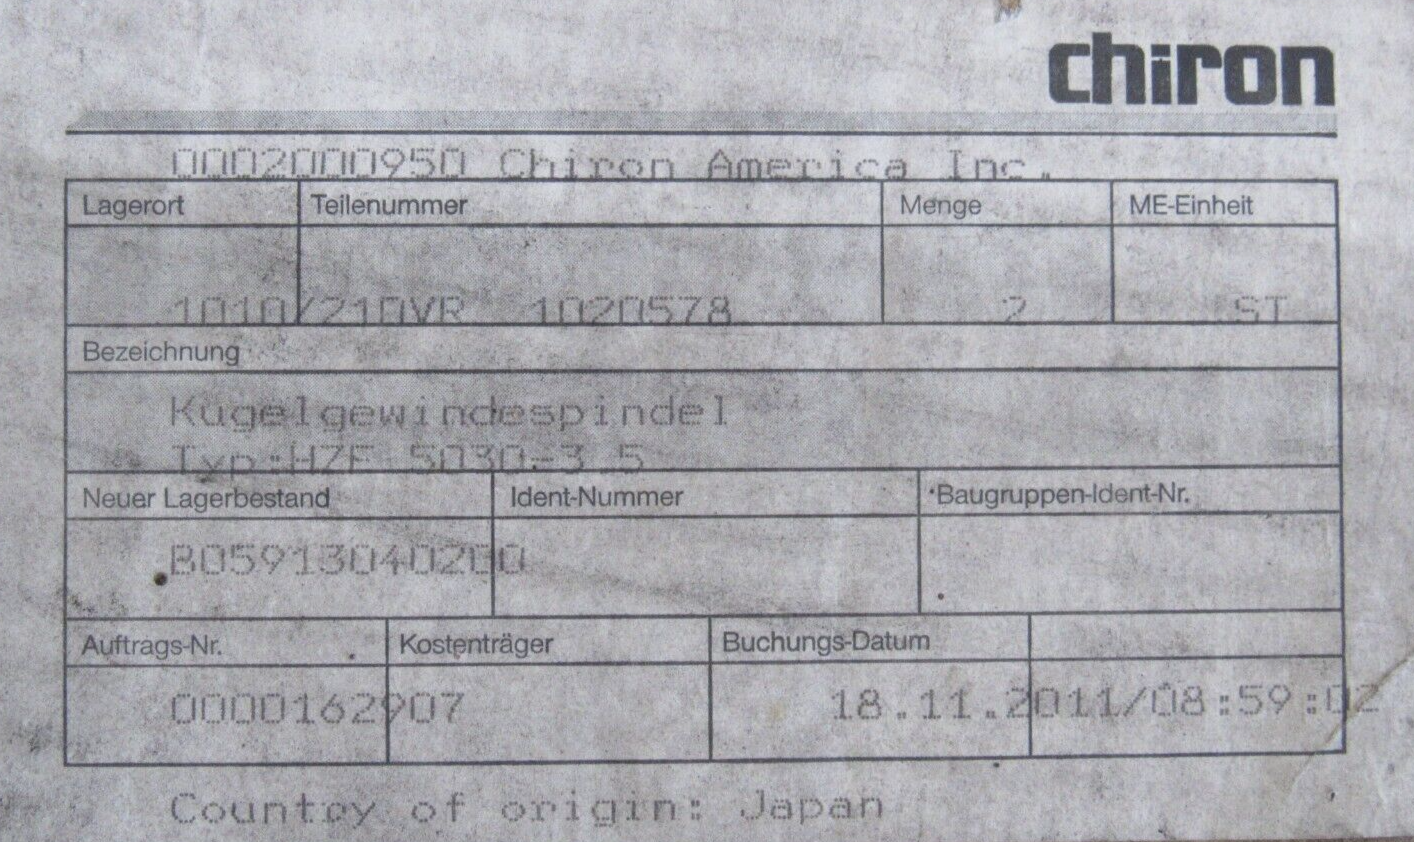 chiron
0002000950 Chiron America Inc.
Lagerort Teilenummer Menge ME-Einheit
1010/210VR 1020578 2 ST
Bezeichnung
Kugelgewindespindel
Typ:HZF 5030-3.5
Neuer Lagerbestand Ident-Nummer Baugruppen-Ident-Nr.
B05913040200
Auftrags-Nr. Kostenträger Buchungs-Datum
0000162907 18.11.2011/08:59:02
Country of origin: Japan